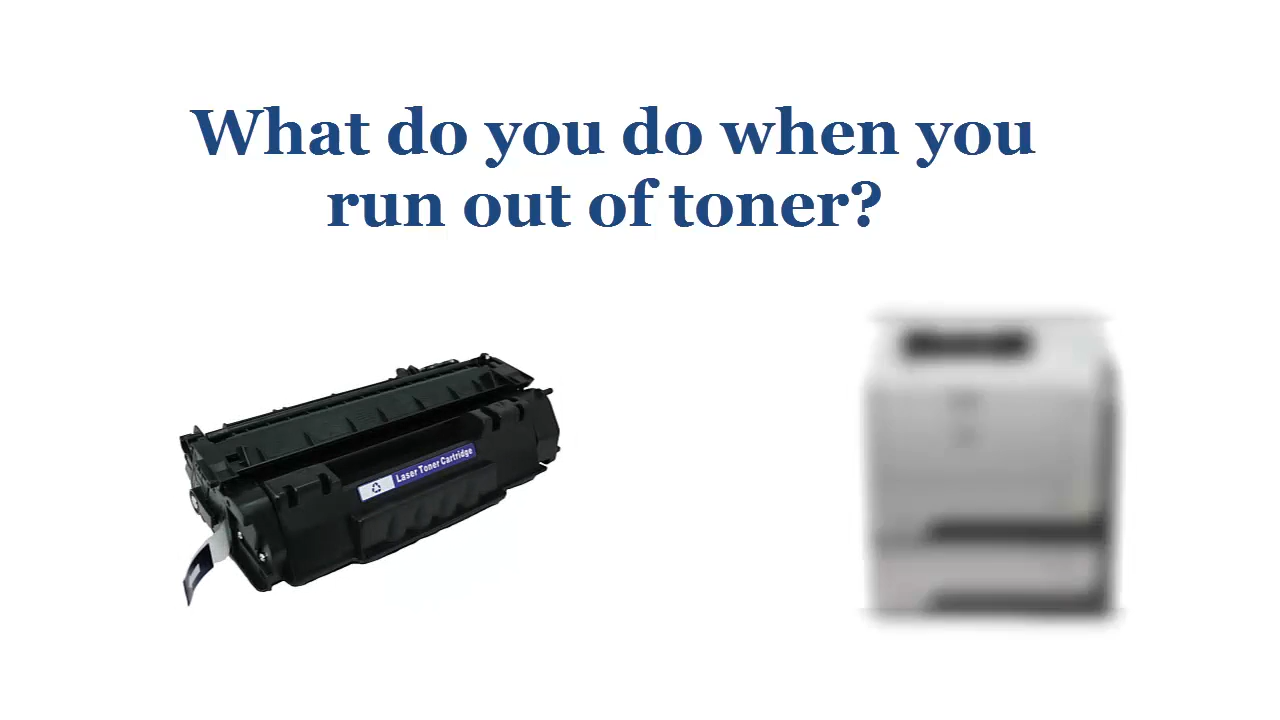 What do you do when you
run out of toner?
Laser Toner Cartridge